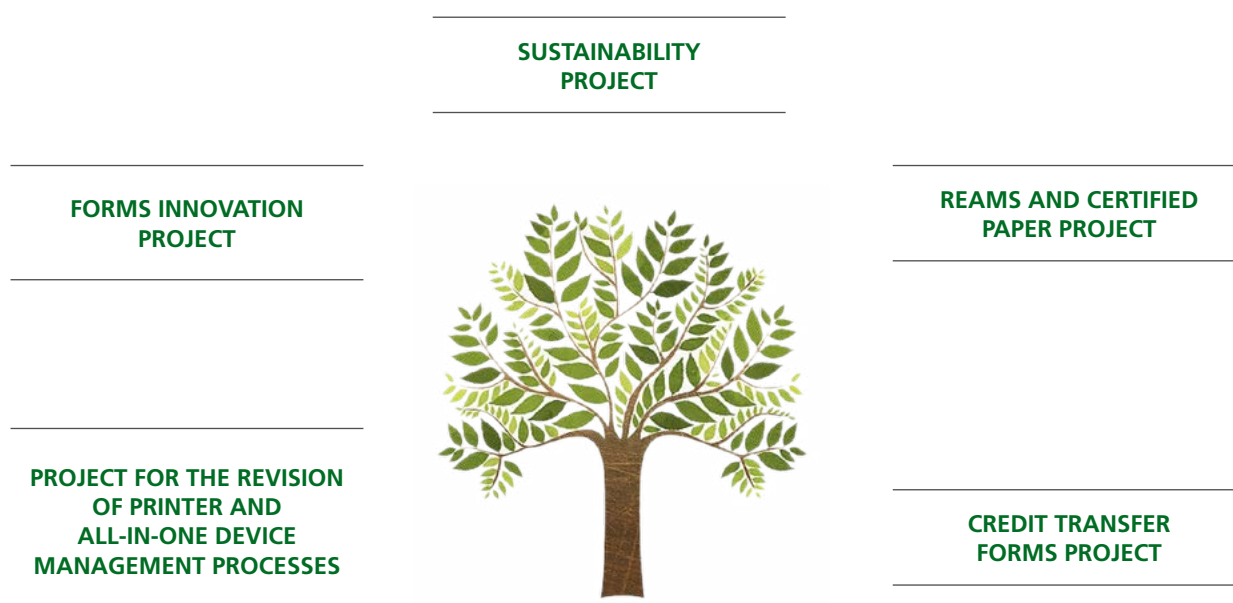 SUSTAINABILITY
PROJECT
FORMS INNOVATION
PROJECT
REAMS AND CERTIFIED
PAPER PROJECT
PROJECT FOR THE REVISION
OF PRINTER AND
ALL-IN-ONE DEVICE
MANAGEMENT PROCESSES
CREDIT TRANSFER
FORMS PROJECT